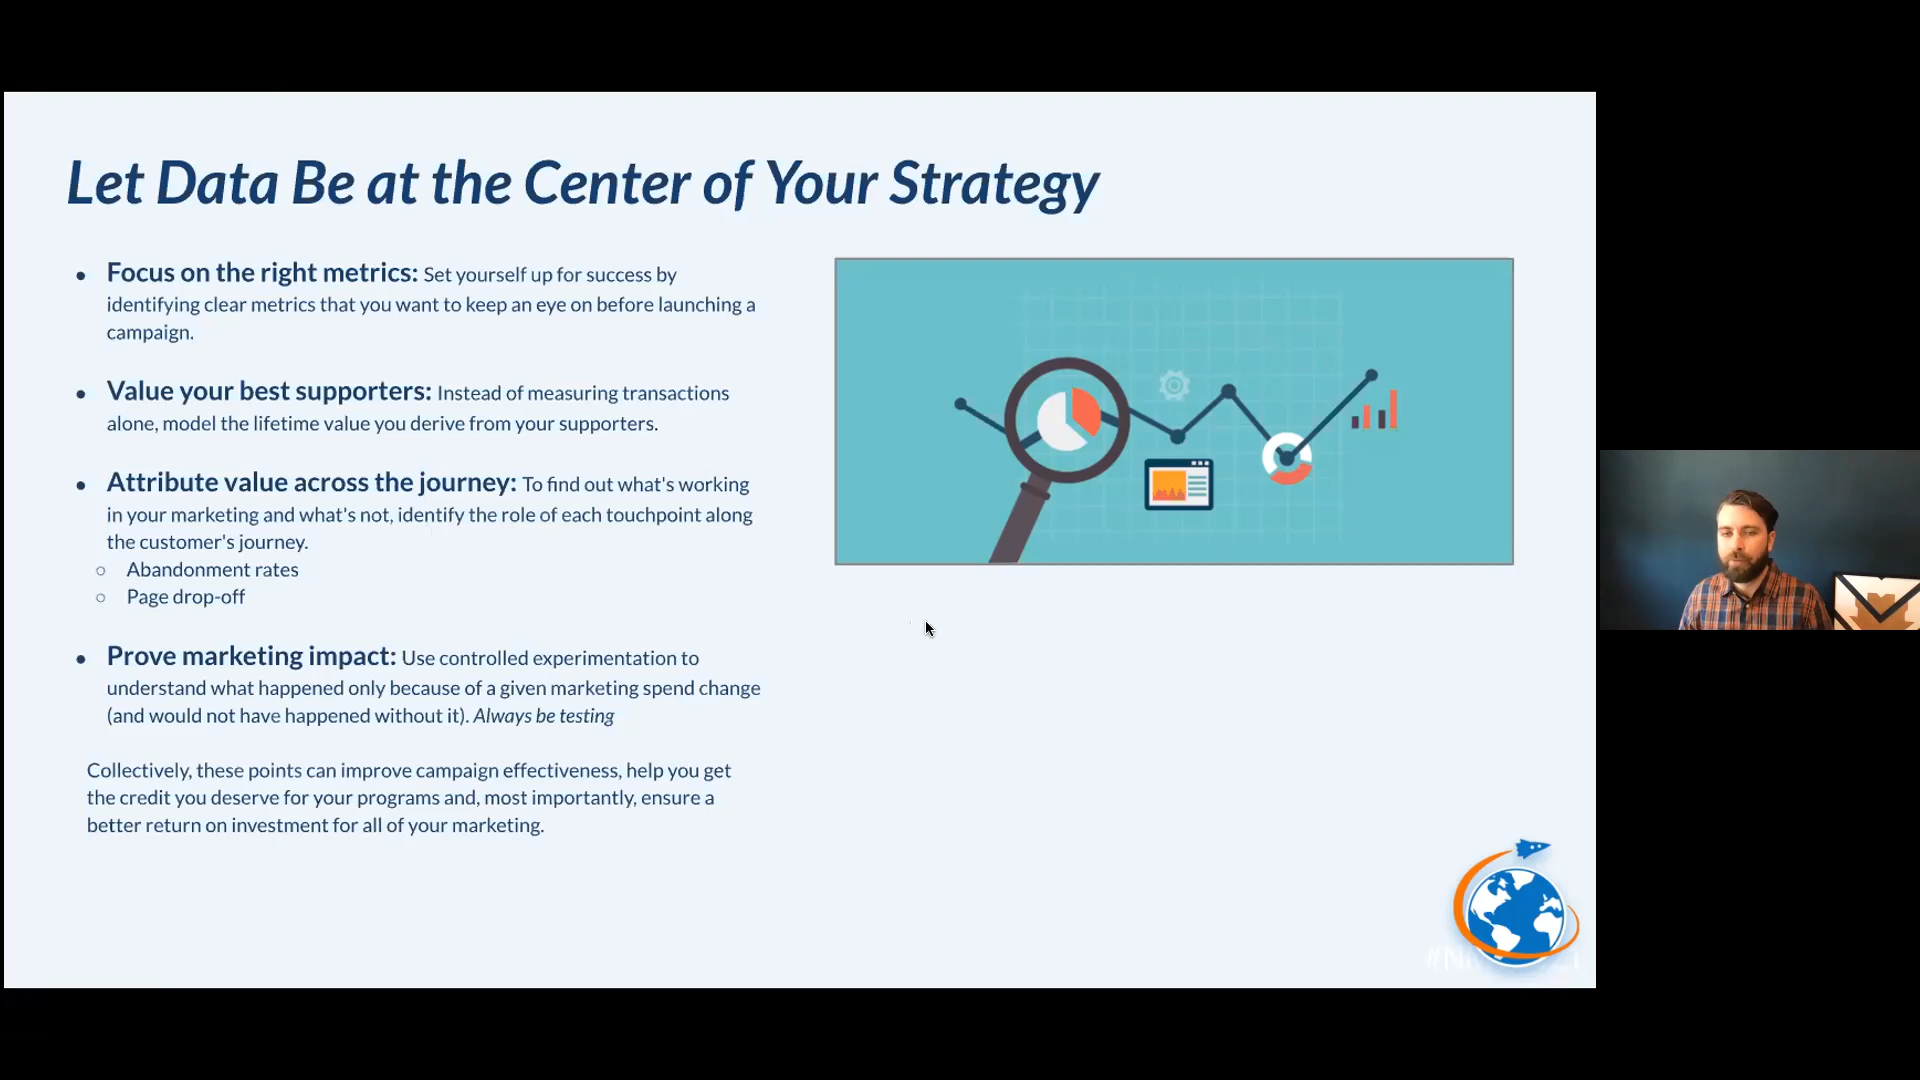 Let Data Be at the Center of Your Strategy
● Focus on the right metrics: Set yourself up for success by
identifying clear metrics that you want to keep an eye on before launching a
campaign.
● Value your best supporters: Instead of measuring transactions
alone, model the lifetime value you derive from your supporters.
● Attribute value across the journey: To find out what's working
in your marketing and what's not, identify the role of each touchpoint along
the customer's journey.
○ Abandonment rates
○ Page drop-off
● Prove marketing impact: Use controlled experimentation to
understand what happened only because of a given marketing spend change
(and would not have happened without it). Always be testing
Collectively, these points can improve campaign effectiveness, help you get
the credit you deserve for your programs and, most importantly, ensure a
better return on investment for all of your marketing.